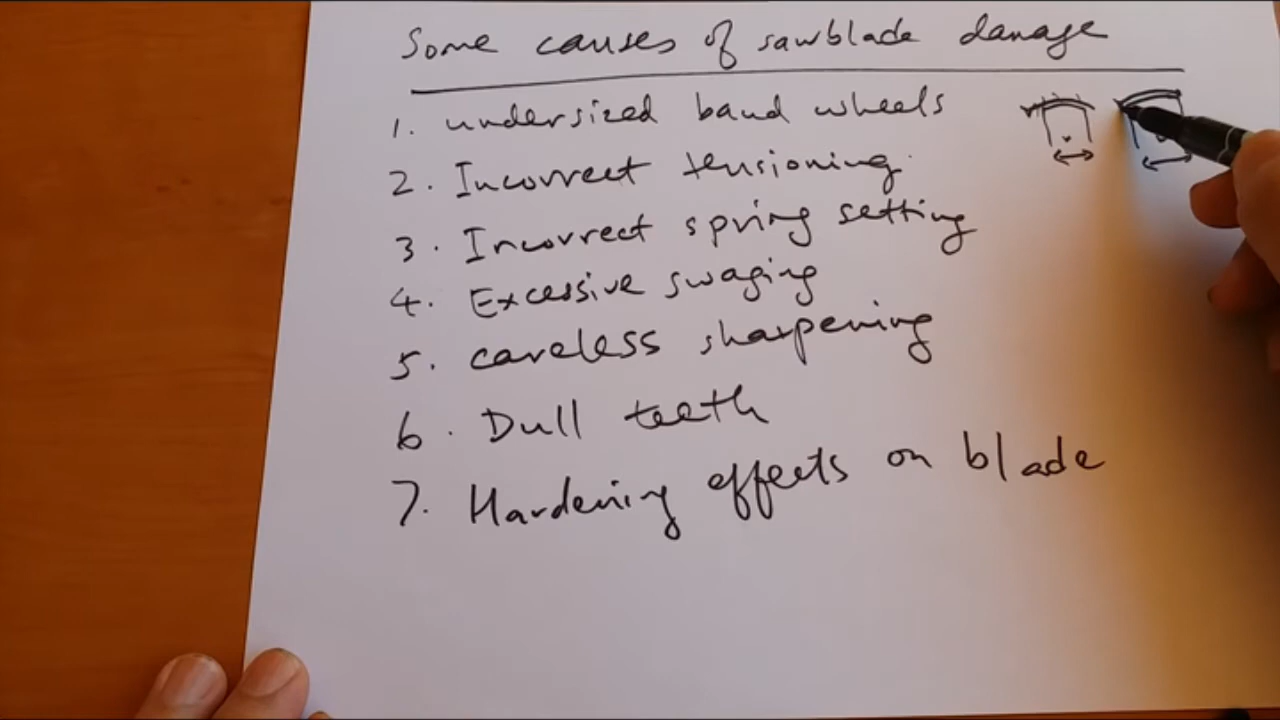 Some causes of sawblade damage
1. undersized band wheels
2. Incorrect tensioning
3. Incorrect spring setting
4. Excessive swaging
5. careless sharpening
6. Dull teeth
7. Hardening effects on blade